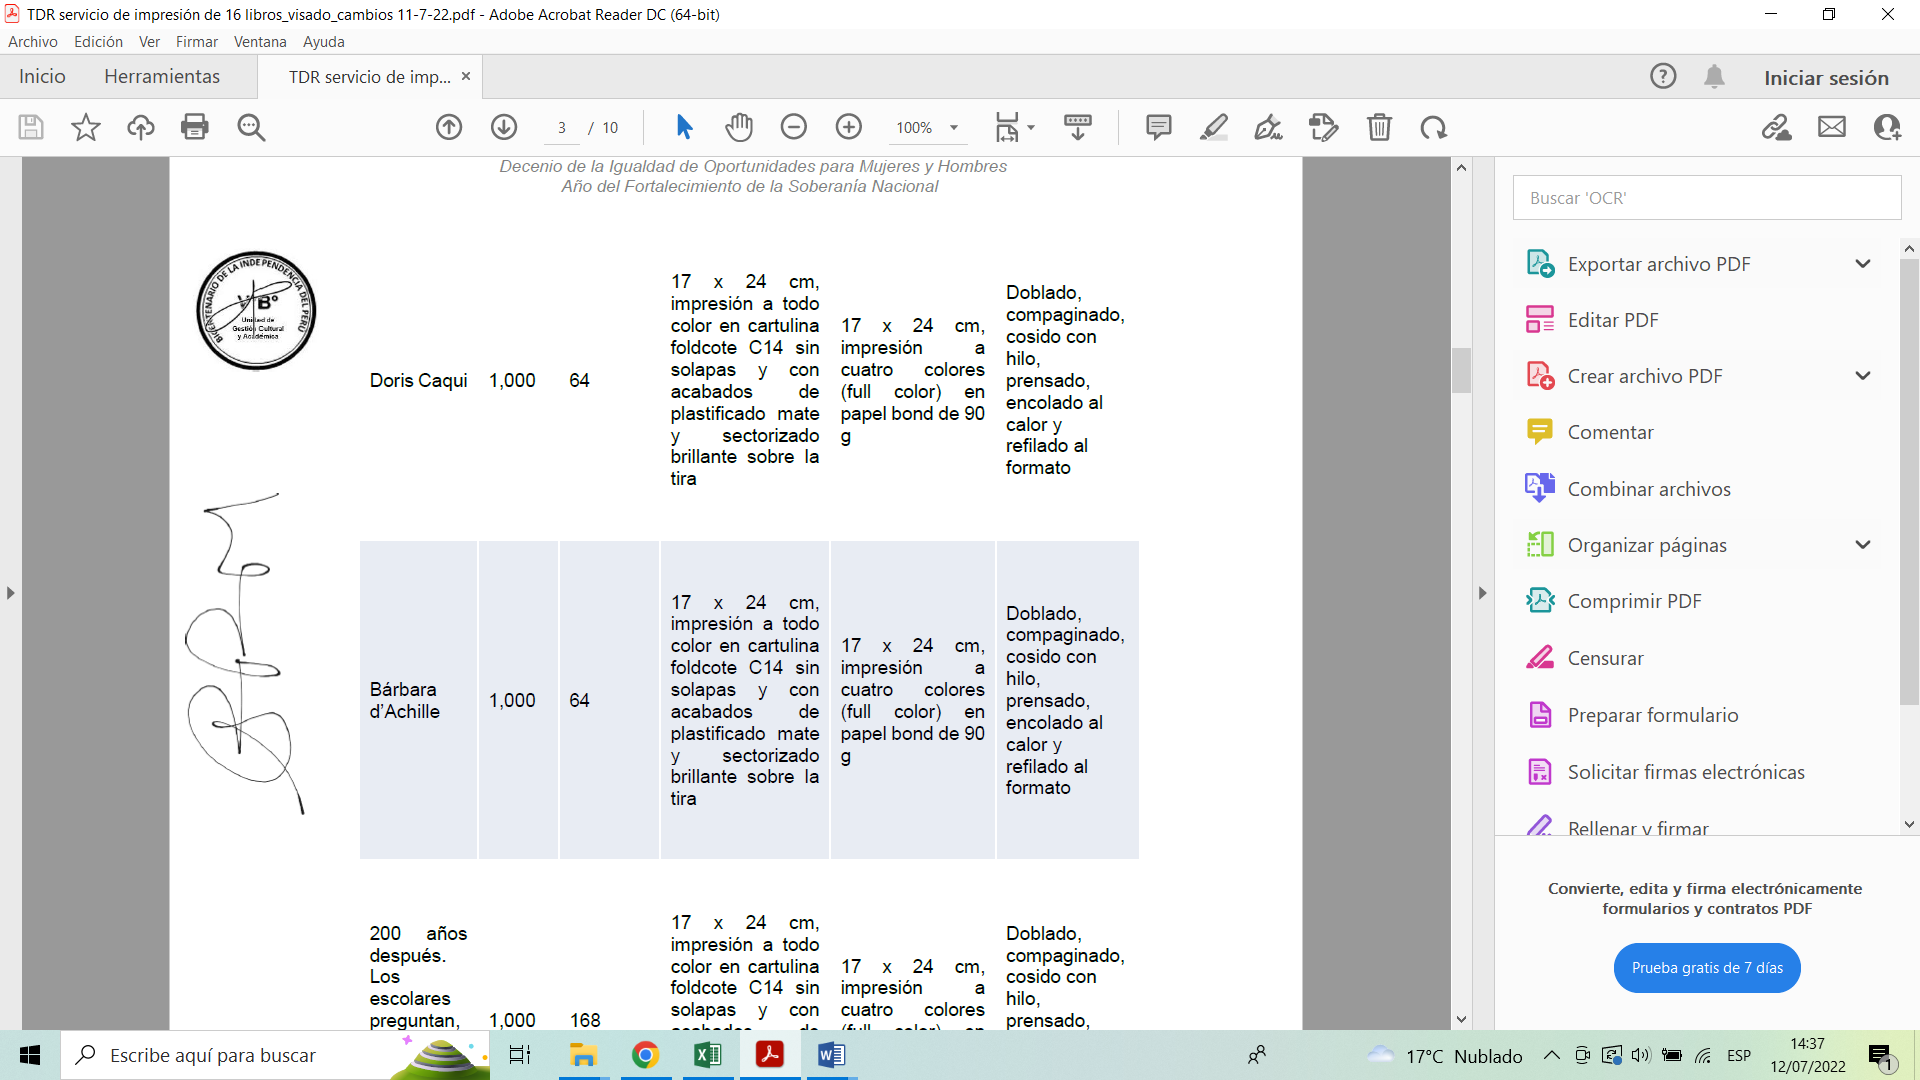 TDR servicio de impresión de 16 libros_visado_cambios 11-7-22.pdf - Adobe Acrobat Reader DC (64-bit)
Archivo Edición Ver Firmar Ventana Ayuda
Inicio Herramientas TDR servicio de imp... Iniciar sesión
3 / 10 100%
Decenio de la Igualdad de Oportunidades para Mujeres y Hombres
Año del Fortalecimiento de la Soberanía Nacional
BICENTENARIO DE LA INDEPENDENCIA DEL PERÚ
V°B°
Unidad de
Gestión Cultural
y Académica
Doris Caqui
1,000
64
17 x 24 cm,
impresión a todo
color en cartulina
foldcote C14 sin
solapas y con
acabados de
plastificado mate
y sectorizado
brillante sobre la
tira
17 x 24 cm,
impresión a
cuatro colores
(full color) en
papel bond de 90
g
Doblado,
compaginado,
cosido con
hilo,
prensado,
encolado al
calor y
refilado al
formato
Bárbara
d’Achille
1,000
64
17 x 24 cm,
impresión a todo
color en cartulina
foldcote C14 sin
solapas y con
acabados de
plastificado mate
y sectorizado
brillante sobre la
tira
17 x 24 cm,
impresión a
cuatro colores
(full color) en
papel bond de 90
g
Doblado,
compaginado,
cosido con
hilo,
prensado,
encolado al
calor y
refilado al
formato
200 años
después.
Los
escolares
preguntan,
1,000
168
17 x 24 cm,
impresión a todo
color en cartulina
foldcote C14 sin
solapas y con
acabados de
17 x 24 cm,
impresión a
cuatro colores
(full color) en
Doblado,
compaginado,
cosido con
hilo,
prensado,
Buscar 'OCR'
Exportar archivo PDF
Editar PDF
Crear archivo PDF
Comentar
Combinar archivos
Organizar páginas
Comprimir PDF
Censurar
Preparar formulario
Solicitar firmas electrónicas
Rellenar y firmar
Convierte, edita y firma electrónicamente
formularios y contratos PDF
Prueba gratis de 7 días
Escribe aquí para buscar
17°C Nublado
ESP
14:37
12/07/2022
1